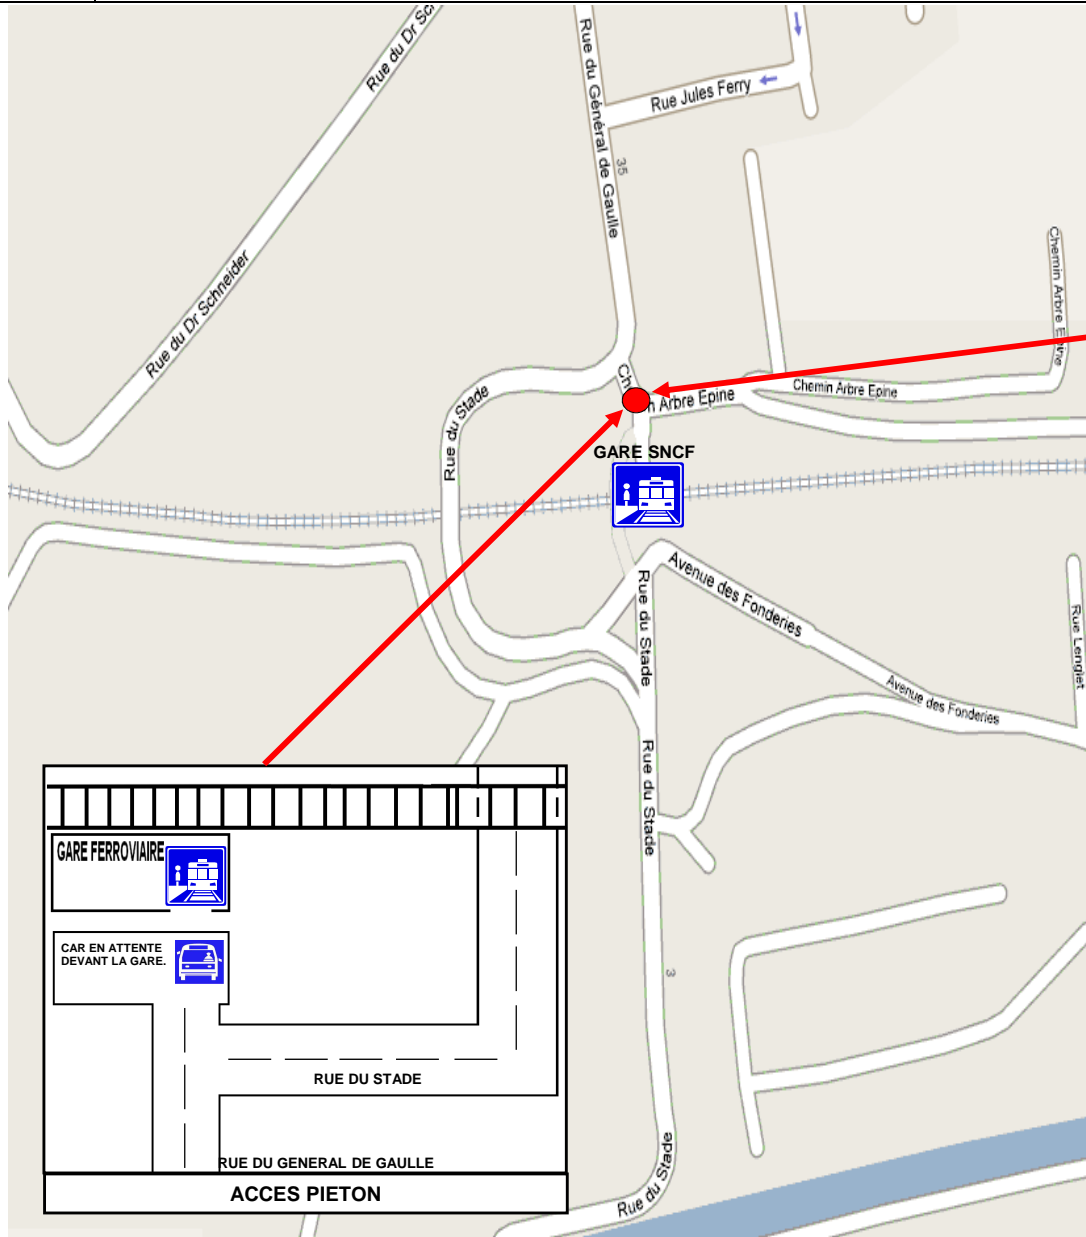 Rue du Dr Sc
Rue du Général de Gaulle
35
Rue Jules Ferry
Chemin Arbre Epine
Rue du Dr Schneider
Rue du Stade
Ch
n Arbre Epine
Chemin Arbre Epine
GARE SNCF
Avenue des Fonderies
Rue du Stade
Rue Lengiet
Avenue des Fonderies
Rue du Stade
GARE FERROVIAIRE
CAR EN ATTENTE
DEVANT LA GARE.
3
RUE DU STADE
RUE DU GENERAL DE GAULLE
ACCES PIETON
Rue du Stade